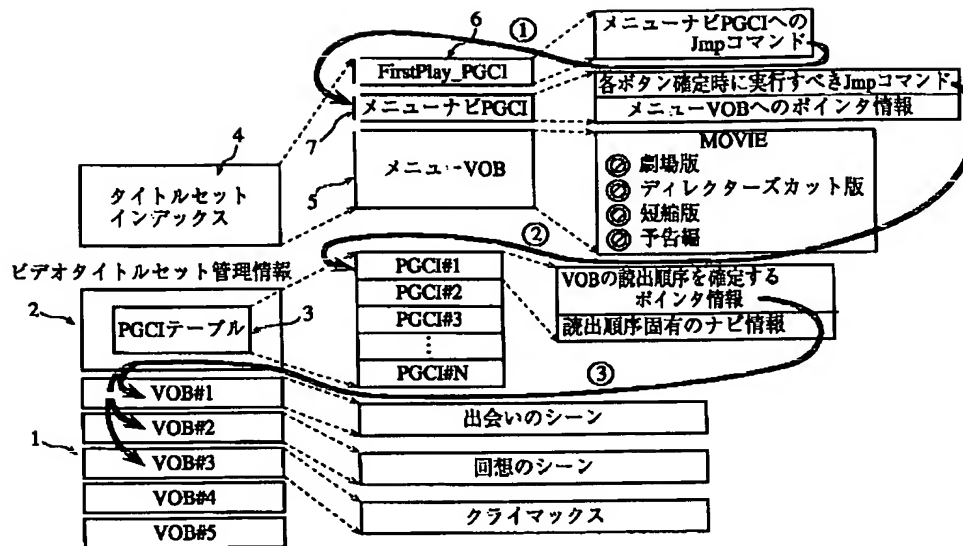 6
①
メニューナビPGCIへの
Jmpコマンド
FirstPlay_PGCI
各ボタン確定時に実行すべきJmpコマンド
メニューナビPGCI
メニューVOBへのポインタ情報
7
4
MOVIE
メニューVOB
劇場版
5
ディレクターズカット版
タイトルセット
インデックス
短縮版
予告編
②
ビデオタイトルセット管理情報
PGCI#1
VOBの読出順序を確定する
ポインタ情報
2
PGCI#2
3
PGCIテーブル
PGCI#3
読出順序固有のナビ情報
⋮
PGCI#N
③
VOB#1
出会いのシーン
1
VOB#2
回想のシーン
VOB#3
VOB#4
クライマックス
VOB#5